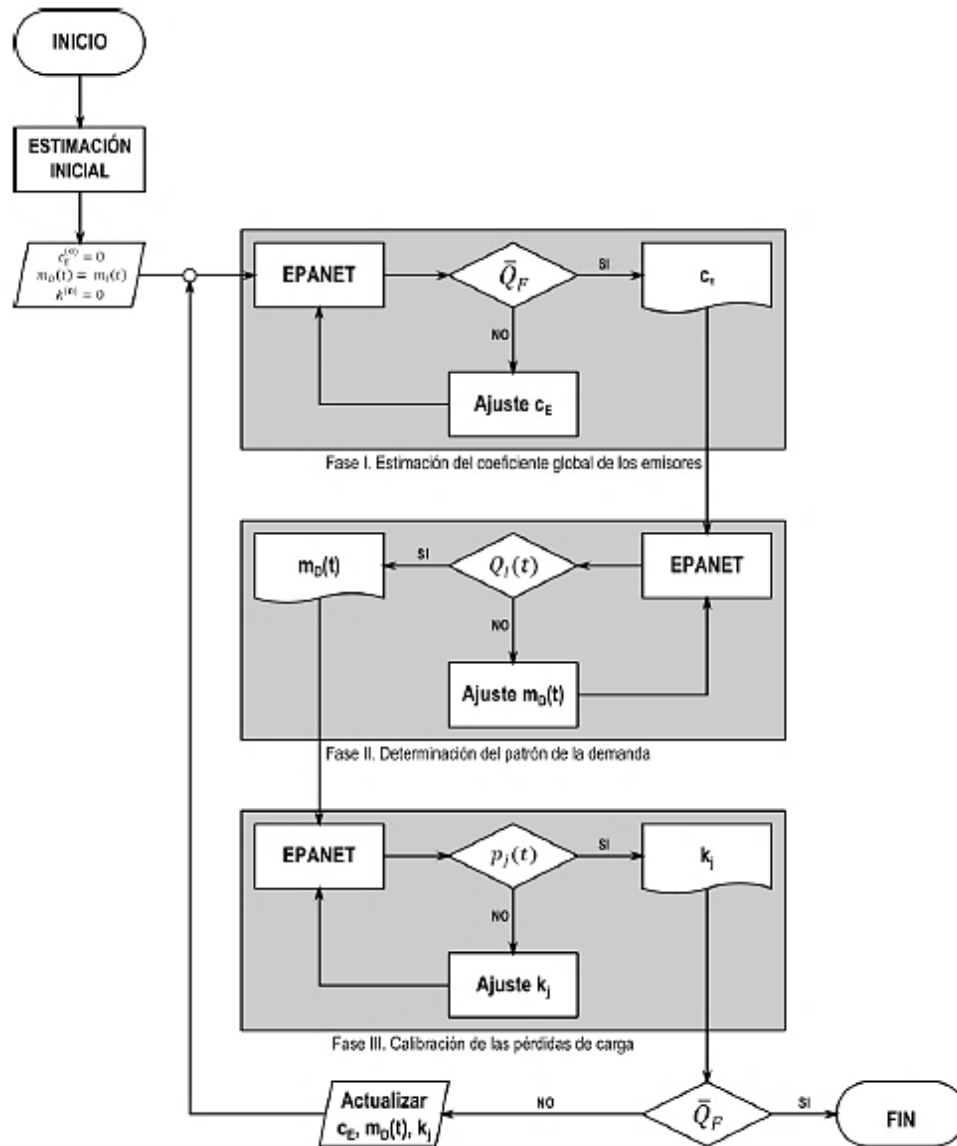 INICIO
ESTIMACIÓN
INICIAL
c_E^(0) = 0
m_D(t) = m_I(t)
k^(0) = 0
EPANET
Q̄_F
SI
c_E
NO
Ajuste c_E
Fase I. Estimación del coeficiente global de los emisores
m_D(t)
SI
Q_I(t)
EPANET
NO
Ajuste m_D(t)
Fase II. Determinación del patrón de la demanda
EPANET
p_j(t)
SI
k_j
NO
Ajuste k_j
Fase III. Calibración de las pérdidas de carga
Actualizar
c_E, m_D(t), k_j
NO
Q̄_F
SI
FIN